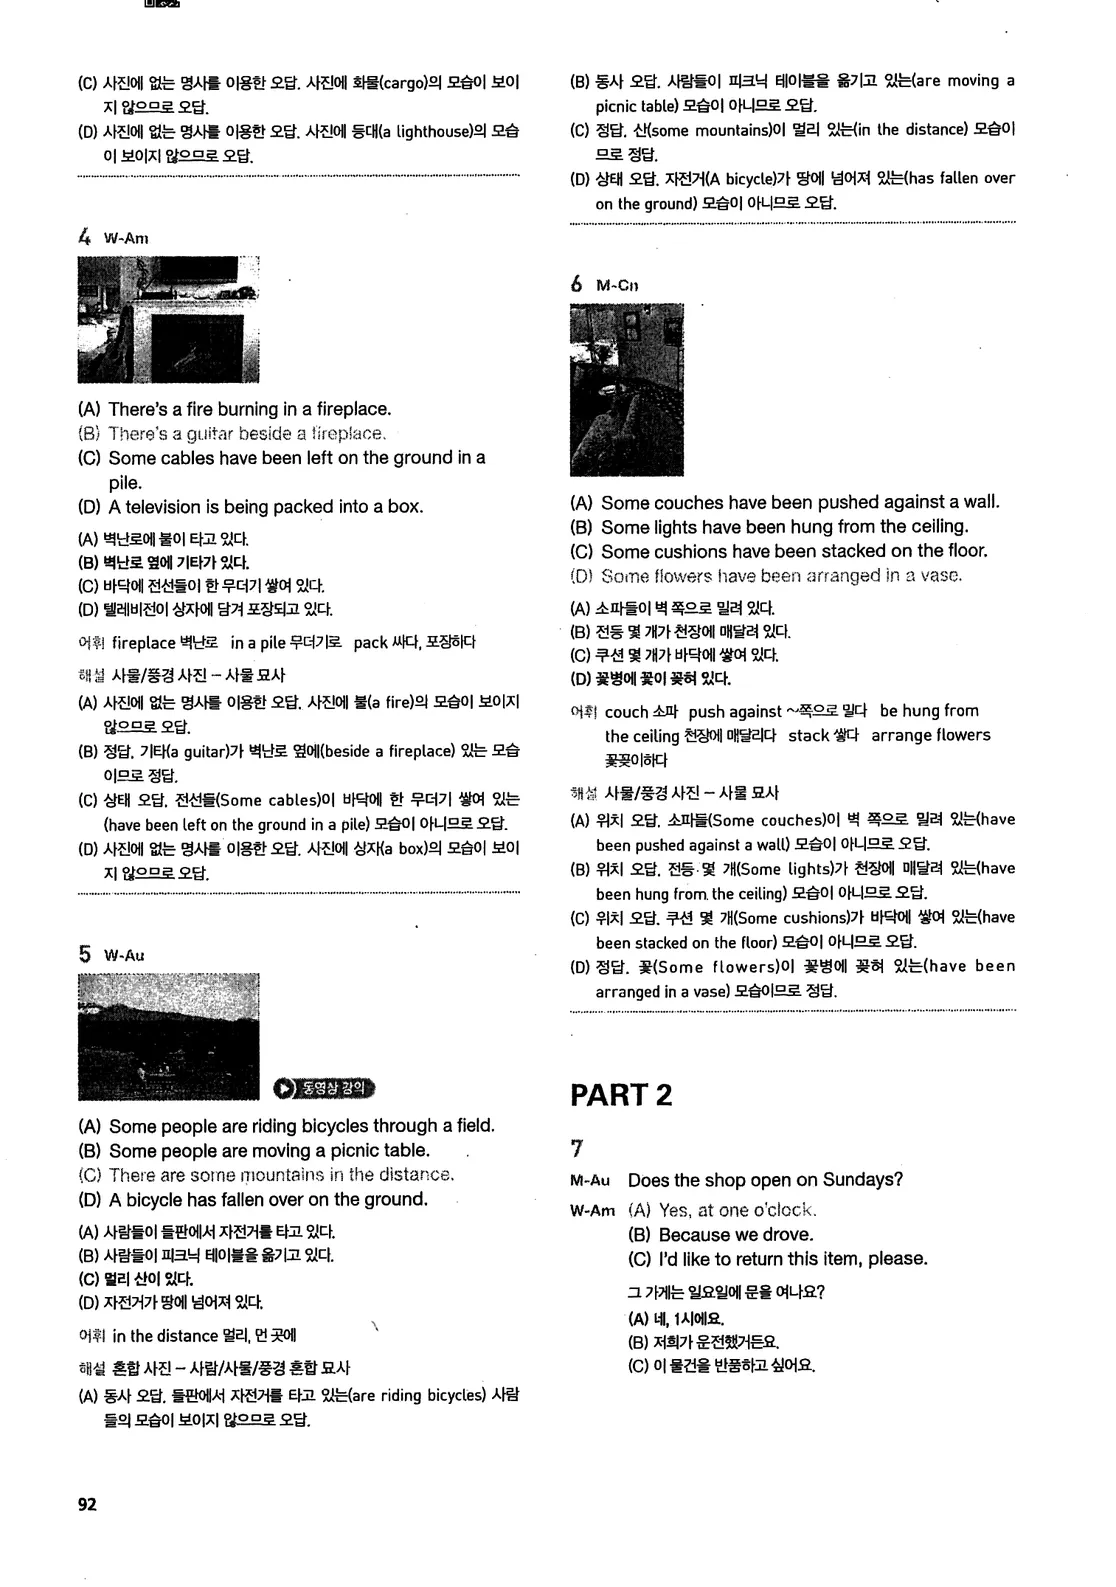 (C) 사진에 없는 명사를 이용한 오답. 사진에 화물(cargo)의 모습이 보이
지 않으므로 오답.
(D) 사진에 없는 명사를 이용한 오답. 사진에 등대(a lighthouse)의 모습
이 보이지 않으므로 오답.
4 W-Am
(A) There's a fire burning in a fireplace.
(B) There's a guitar beside a fireplace.
(C) Some cables have been left on the ground in a
pile.
(D) A television is being packed into a box.
(A) 벽난로에 불이 타고 있다.
(B) 벽난로 옆에 기타가 있다.
(C) 바닥에 전선들이 한 무더기 쌓여 있다.
(D) 텔레비전이 상자에 담겨 포장되고 있다.
어휘 fireplace 벽난로 in a pile 무더기로 pack 싸다, 포장하다
해설 사물/풍경 사진 – 사물 묘사
(A) 사진에 없는 명사를 이용한 오답. 사진에 불(a fire)의 모습이 보이지
않으므로 오답.
(B) 정답. 기타(a guitar)가 벽난로 옆에(beside a fireplace) 있는 모습
이므로 정답.
(C) 상태 오답. 전선들(Some cables)이 바닥에 한 무더기 쌓여 있는
(have been left on the ground in a pile) 모습이 아니므로 오답.
(D) 사진에 없는 명사를 이용한 오답. 사진에 상자(a box)의 모습이 보이
지 않으므로 오답.
5 W-Au
동영상 강의
(A) Some people are riding bicycles through a field.
(B) Some people are moving a picnic table.
(C) There are some mountains in the distance.
(D) A bicycle has fallen over on the ground.
(A) 사람들이 들판에서 자전거를 타고 있다.
(B) 사람들이 피크닉 테이블을 옮기고 있다.
(C) 멀리 산이 있다.
(D) 자전거가 땅에 넘어져 있다.
어휘 in the distance 멀리, 먼 곳에
해설 혼합 사진 – 사람/사물/풍경 혼합 묘사
(A) 동사 오답. 들판에서 자전거를 타고 있는(are riding bicycles) 사람
들의 모습이 보이지 않으므로 오답.
92
(B) 동사 오답. 사람들이 피크닉 테이블을 옮기고 있는(are moving a
picnic table) 모습이 아니므로 오답.
(C) 정답. 산(some mountains)이 멀리 있는(in the distance) 모습이
므로 정답.
(D) 상태 오답. 자전거(A bicycle)가 땅에 넘어져 있는(has fallen over
on the ground) 모습이 아니므로 오답.
6 M-Cn
(A) Some couches have been pushed against a wall.
(B) Some lights have been hung from the ceiling.
(C) Some cushions have been stacked on the floor.
(D) Some flowers have been arranged in a vase.
(A) 소파들이 벽 쪽으로 밀려 있다.
(B) 전등 몇 개가 천장에 매달려 있다.
(C) 쿠션 몇 개가 바닥에 쌓여 있다.
(D) 꽃병에 꽃이 꽂혀 있다.
어휘 couch 소파 push against ~쪽으로 밀다 be hung from
the ceiling 천장에 매달리다 stack 쌓다 arrange flowers
꽃꽂이하다
해설 사물/풍경 사진 – 사물 묘사
(A) 위치 오답. 소파들(Some couches)이 벽 쪽으로 밀려 있는(have
been pushed against a wall) 모습이 아니므로 오답.
(B) 위치 오답. 전등 몇 개(Some lights)가 천장에 매달려 있는(have
been hung from the ceiling) 모습이 아니므로 오답.
(C) 위치 오답. 쿠션 몇 개(Some cushions)가 바닥에 쌓여 있는(have
been stacked on the floor) 모습이 아니므로 오답.
(D) 정답. 꽃(Some flowers)이 꽃병에 꽂혀 있는(have been
arranged in a vase) 모습이므로 정답.
PART 2
7
M-Au Does the shop open on Sundays?
W-Am (A) Yes, at one o'clock.
(B) Because we drove.
(C) I'd like to return this item, please.
그 가게는 일요일에 문을 여나요?
(A) 네, 1시에요.
(B) 저희가 운전했거든요.
(C) 이 물건을 반품하고 싶어요.